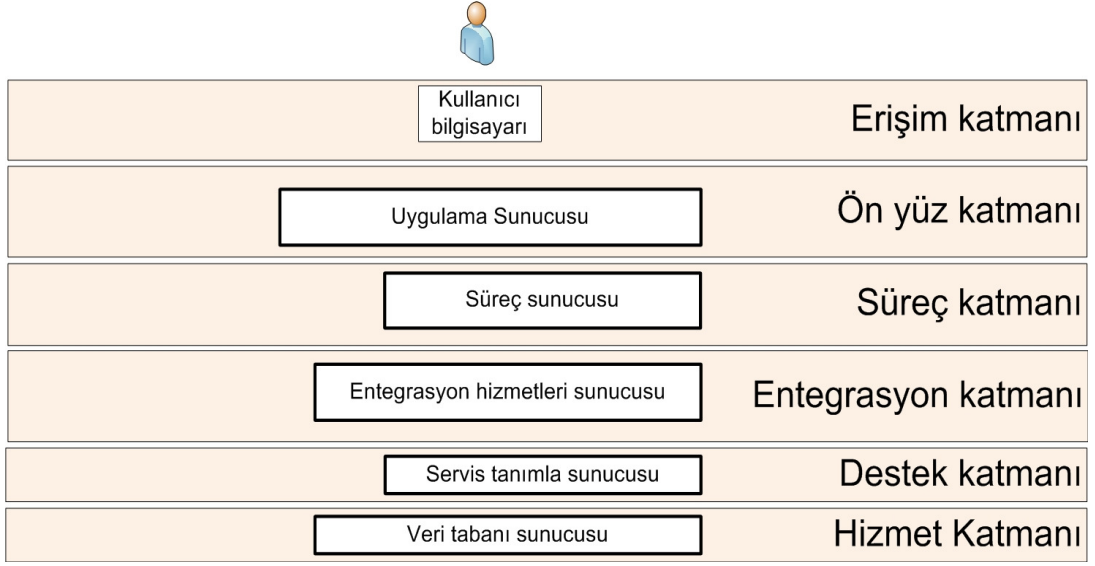 Kullanıcı
bilgisayarı
Erişim katmanı
Uygulama Sunucusu
Ön yüz katmanı
Süreç sunucusu
Süreç katmanı
Entegrasyon hizmetleri sunucusu
Entegrasyon katmanı
Servis tanımla sunucusu
Destek katmanı
Veri tabanı sunucusu
Hizmet Katmanı